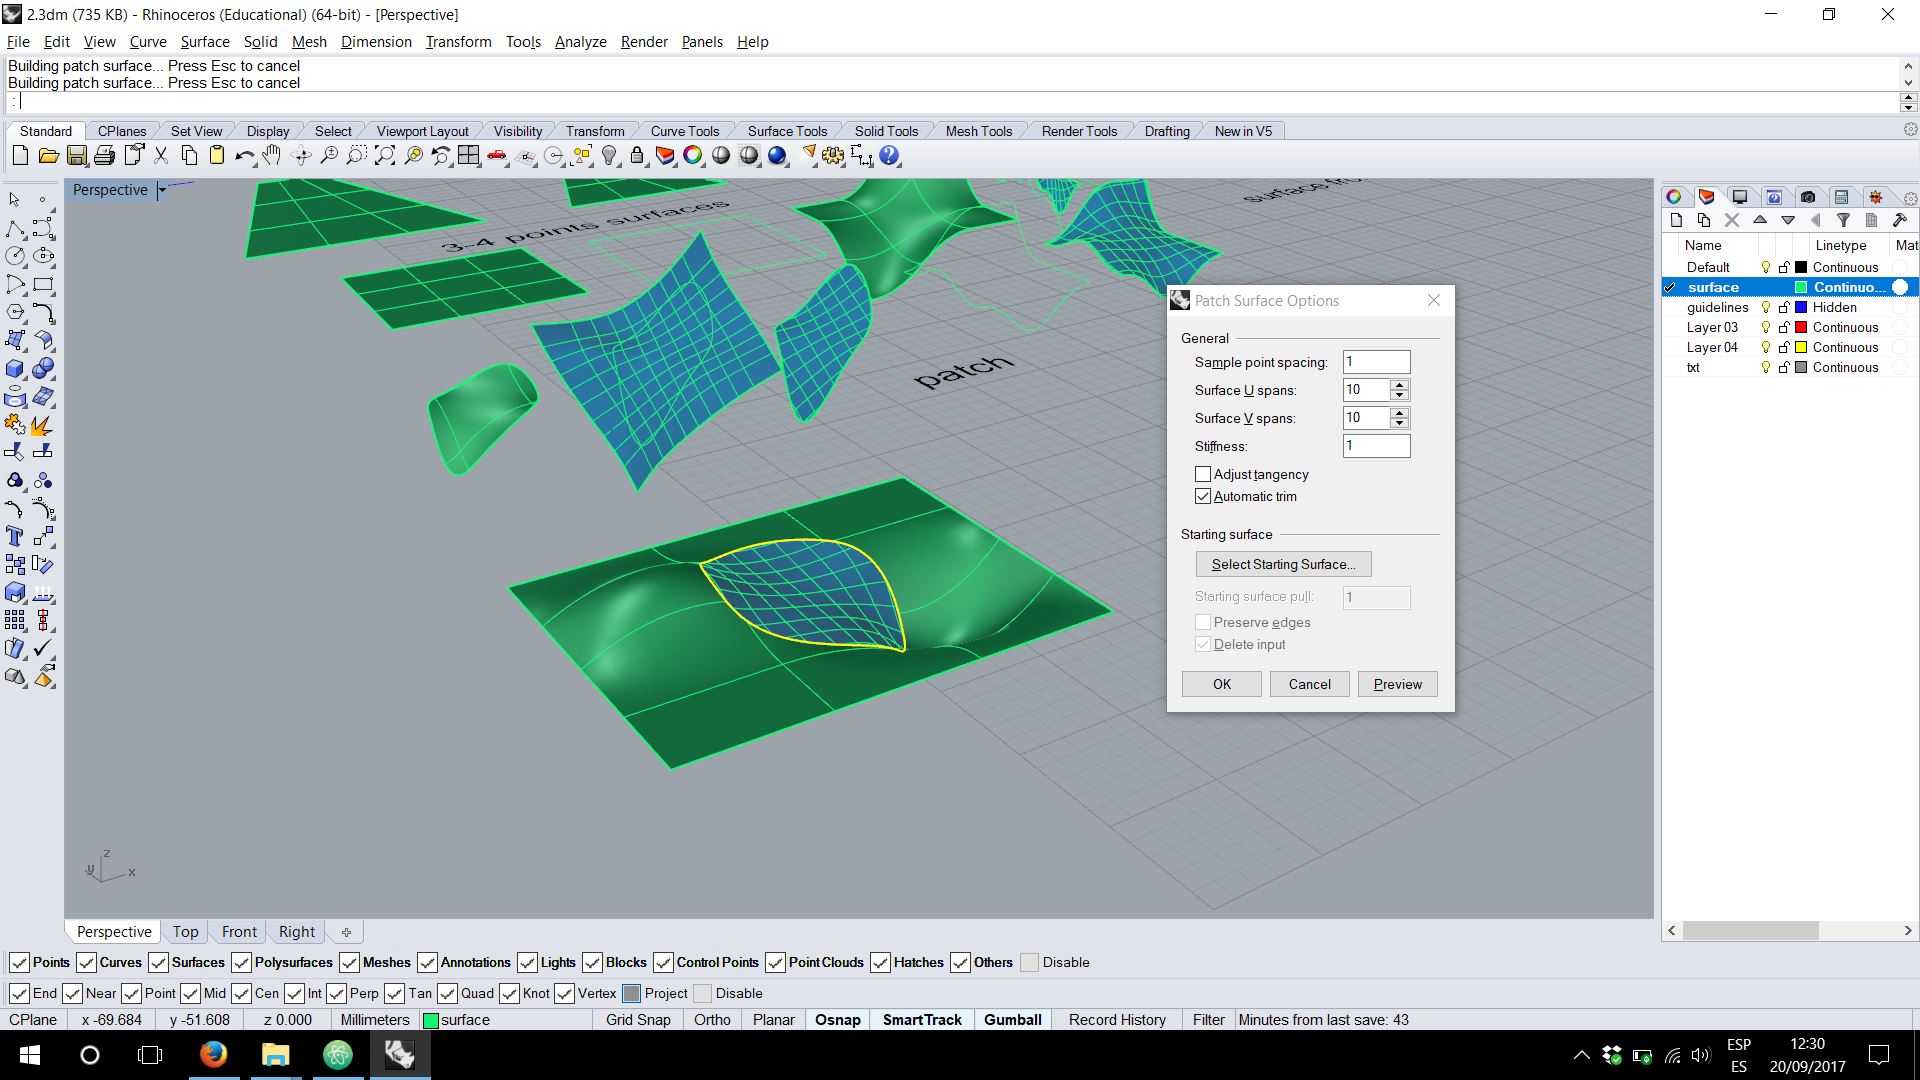 2.3dm (735 KB) - Rhinoceros (Educational) (64-bit) - [Perspective]
File Edit View Curve Surface Solid Mesh Dimension Transform Tools Analyze Render Panels Help
Building patch surface... Press Esc to cancel
Building patch surface... Press Esc to cancel
:
Standard CPlanes Set View Display Select Viewport Layout Visibility Transform Curve Tools Surface Tools Solid Tools Mesh Tools Render Tools Drafting New in V5
Perspective
3-4 points surfaces
surface
patch
Patch Surface Options
General
Sample point spacing: 1
Surface U spans: 10
Surface V spans: 10
Stiffness: 1
Adjust tangency
Automatic trim
Starting surface
Select Starting Surface...
Starting surface pull: 1
Preserve edges
Delete input
OK Cancel Preview
Name Linetype Mat
Default Continuous
surface Continuo...
guidelines Hidden
Layer 03 Continuous
Layer 04 Continuous
txt Continuous
z
y x
Perspective Top Front Right
Points Curves Surfaces Polysurfaces Meshes Annotations Lights Blocks Control Points Point Clouds Hatches Others Disable
End Near Point Mid Cen Int Perp Tan Quad Knot Vertex Project Disable
CPlane x -69.684 y -51.608 z 0.000 Millimeters surface Grid Snap Ortho Planar Osnap SmartTrack Gumball Record History Filter Minutes from last save: 43
ESP
ES
12:30
20/09/2017